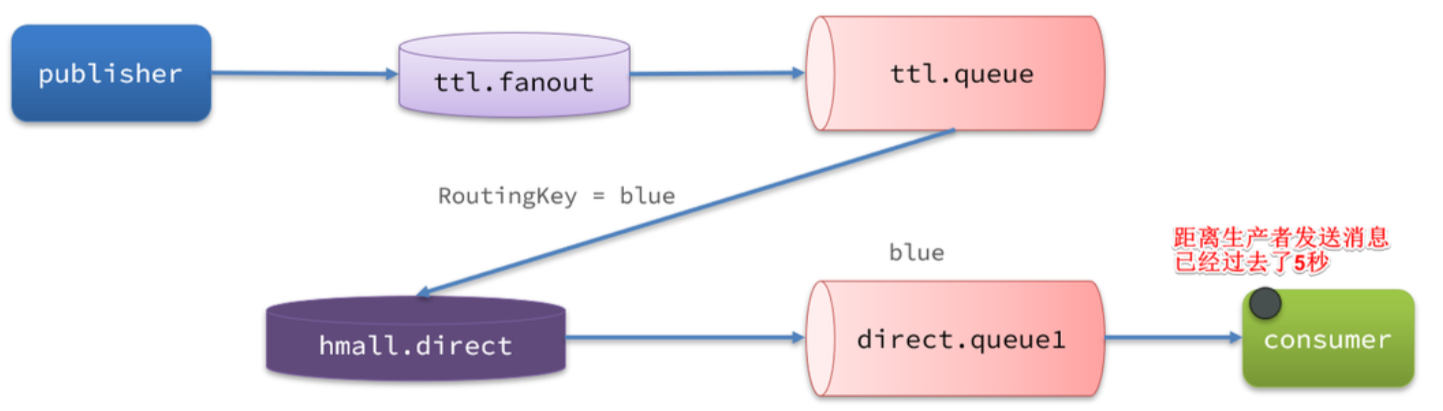 publisher
ttl.fanout
ttl.queue
RoutingKey = blue
blue
距离生产者发送消息
已经过去了5秒
hmall.direct
direct.queue1
consumer